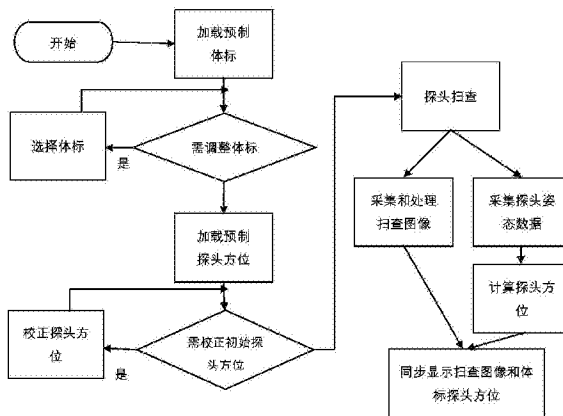 开始
加载预制
体标
需调整体标
是
选择体标
加载预制
探头方位
需校正初始探
头方位
是
校正探头方
位
探头扫查
采集和处理
扫查图像
采集探头姿
态数据
计算探头方
位
同步显示扫查图像和体
标探头方位